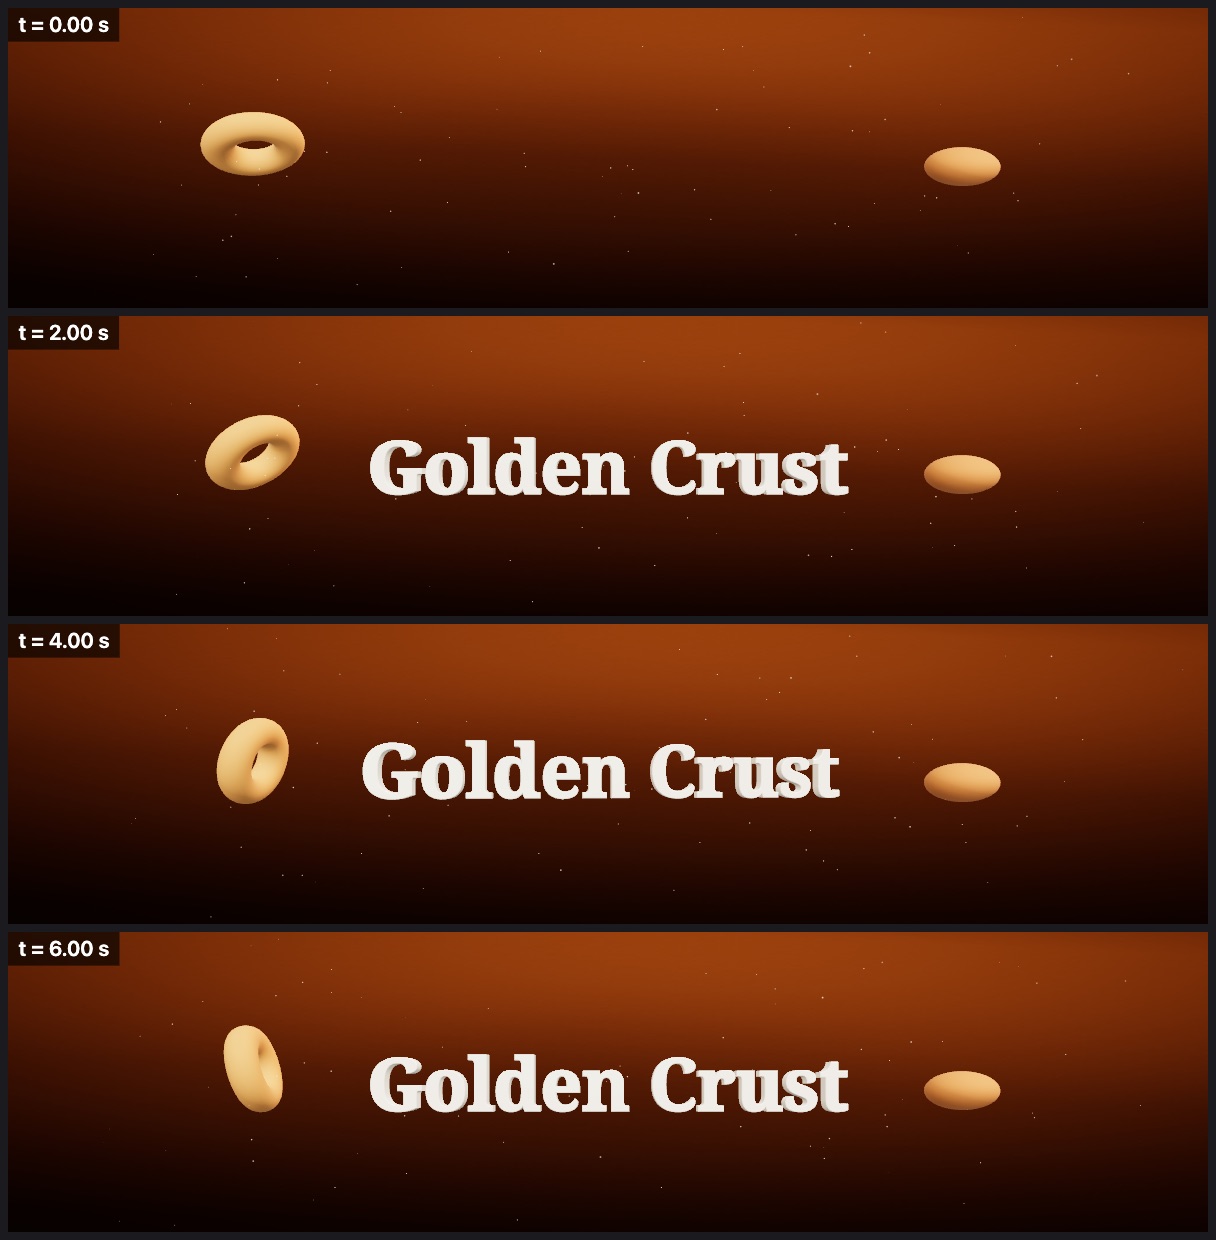 t = 0.00 s
t = 2.00 s
Golden Crust
t = 4.00 s
Golden Crust
t = 6.00 s
Golden Crust